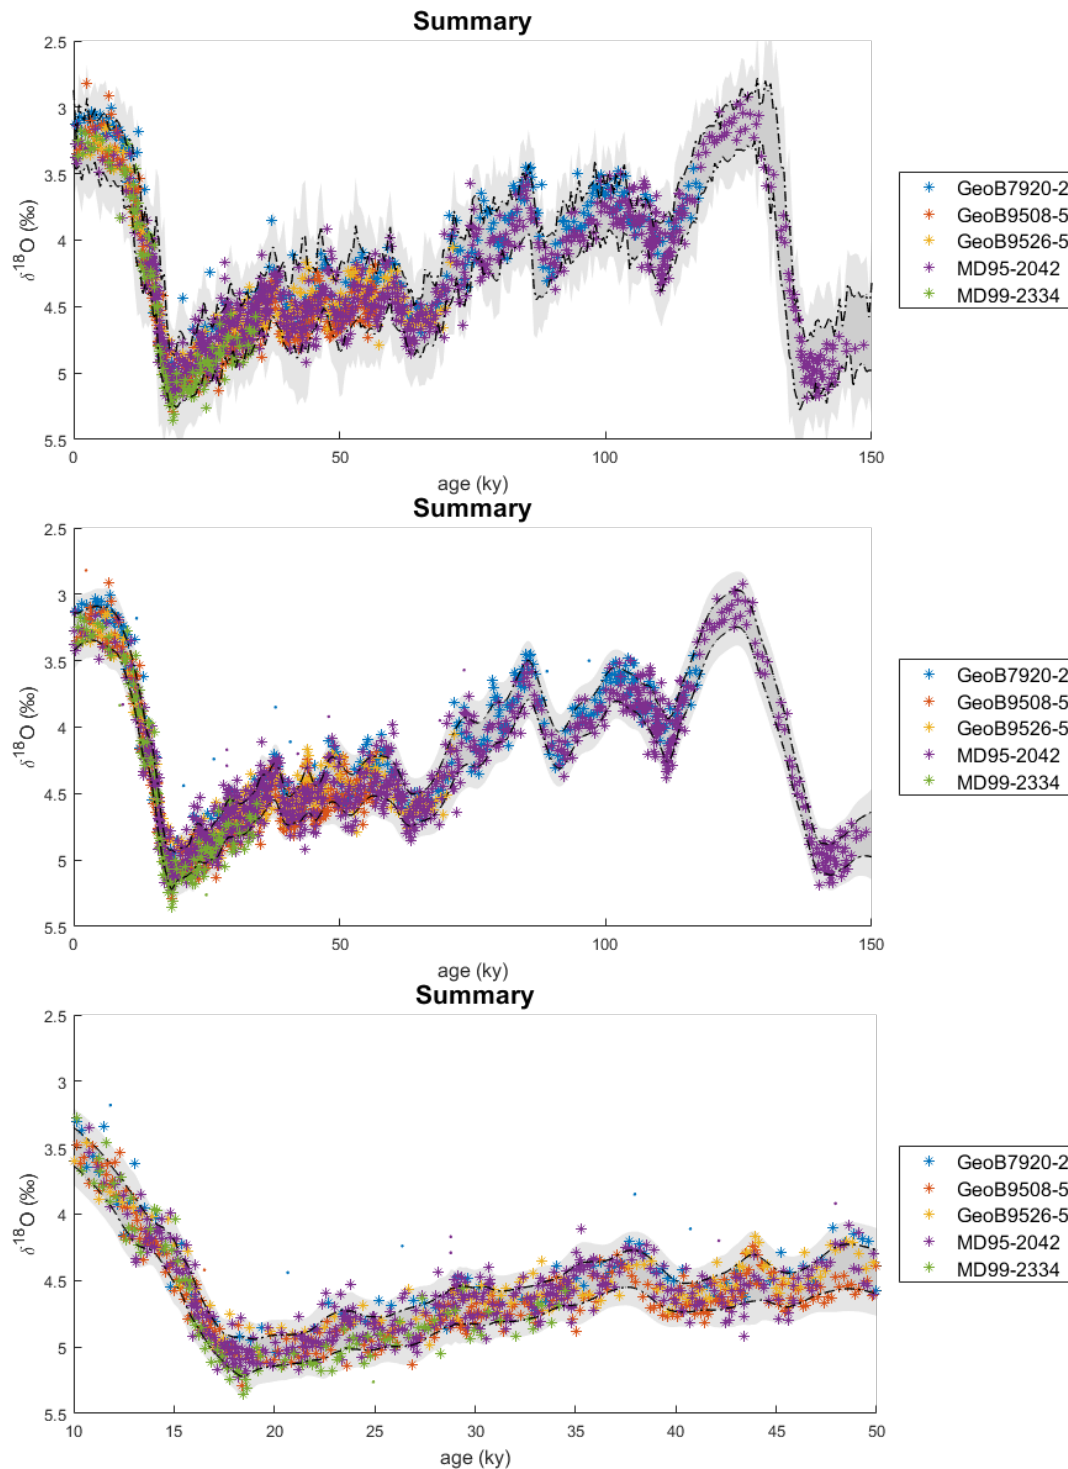 Summary
2.5
3
3.5
4
4.5
5
5.5
δ18O (‰)
0 50 100 150
age (ky)
GeoB7920-2
GeoB9508-5
GeoB9526-5
MD95-2042
MD99-2334
Summary
2.5
3
3.5
4
4.5
5
5.5
δ18O (‰)
0 50 100 150
age (ky)
GeoB7920-2
GeoB9508-5
GeoB9526-5
MD95-2042
MD99-2334
Summary
2.5
3
3.5
4
4.5
5
5.5
δ18O (‰)
10 15 20 25 30 35 40 45 50
age (ky)
GeoB7920-2
GeoB9508-5
GeoB9526-5
MD95-2042
MD99-2334